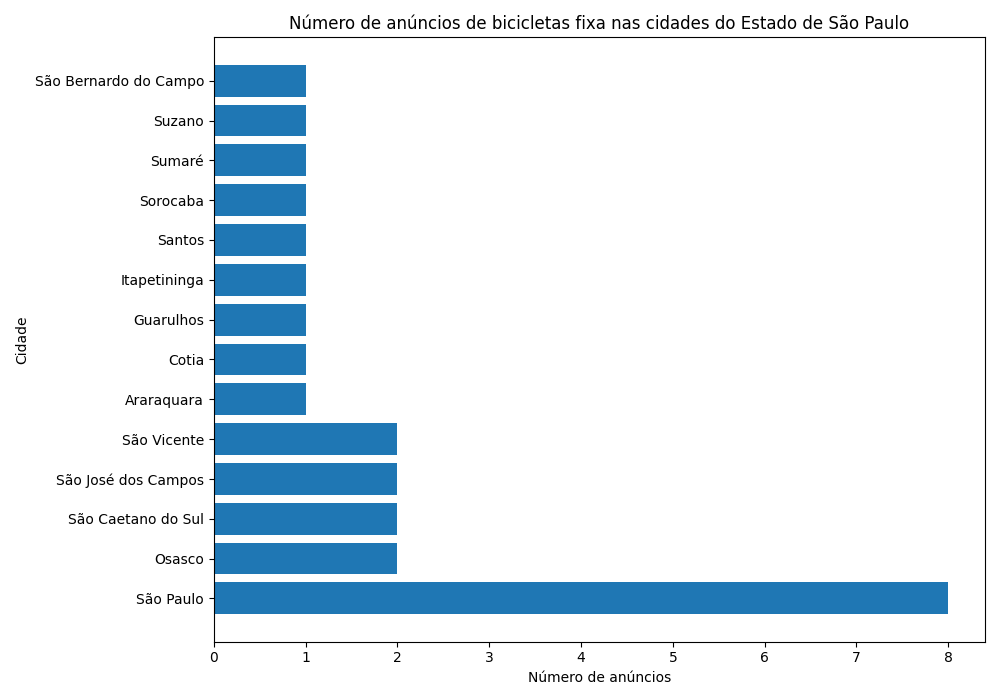 Número de anúncios de bicicletas fixa nas cidades do Estado de São Paulo
Cidade
São Bernardo do Campo
Suzano
Sumaré
Sorocaba
Santos
Itapetininga
Guarulhos
Cotia
Araraquara
São Vicente
São José dos Campos
São Caetano do Sul
Osasco
São Paulo
0 1 2 3 4 5 6 7 8
Número de anúncios